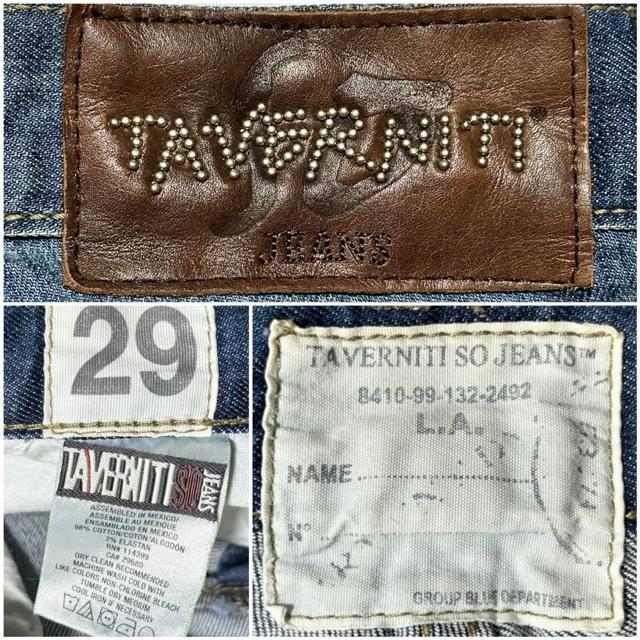 TAVERNITI®
JEANS
29
TAVERNITI SO JEANS
ASSEMBLED IN MEXICO/
ASSEMBLE AU MEXIQUE/
ENSAMBLADO EN MEXICO
98% COTTON/COTON/ALGODÓN
2% ELASTAN
RN# 114399
CA# 29680
DRY CLEAN RECOMMENDED
MACHINE WASH COLD WITH
LIKE COLORS NON-CHLORINE BLEACH
TUMBLE DRY MEDIUM
COOL IRON IF NECESSARY
TAVERNITI SO JEANS™
8410-99-132-2492
L.A.
NAME
N°
1
GROUP BLUE DEPARTMENT